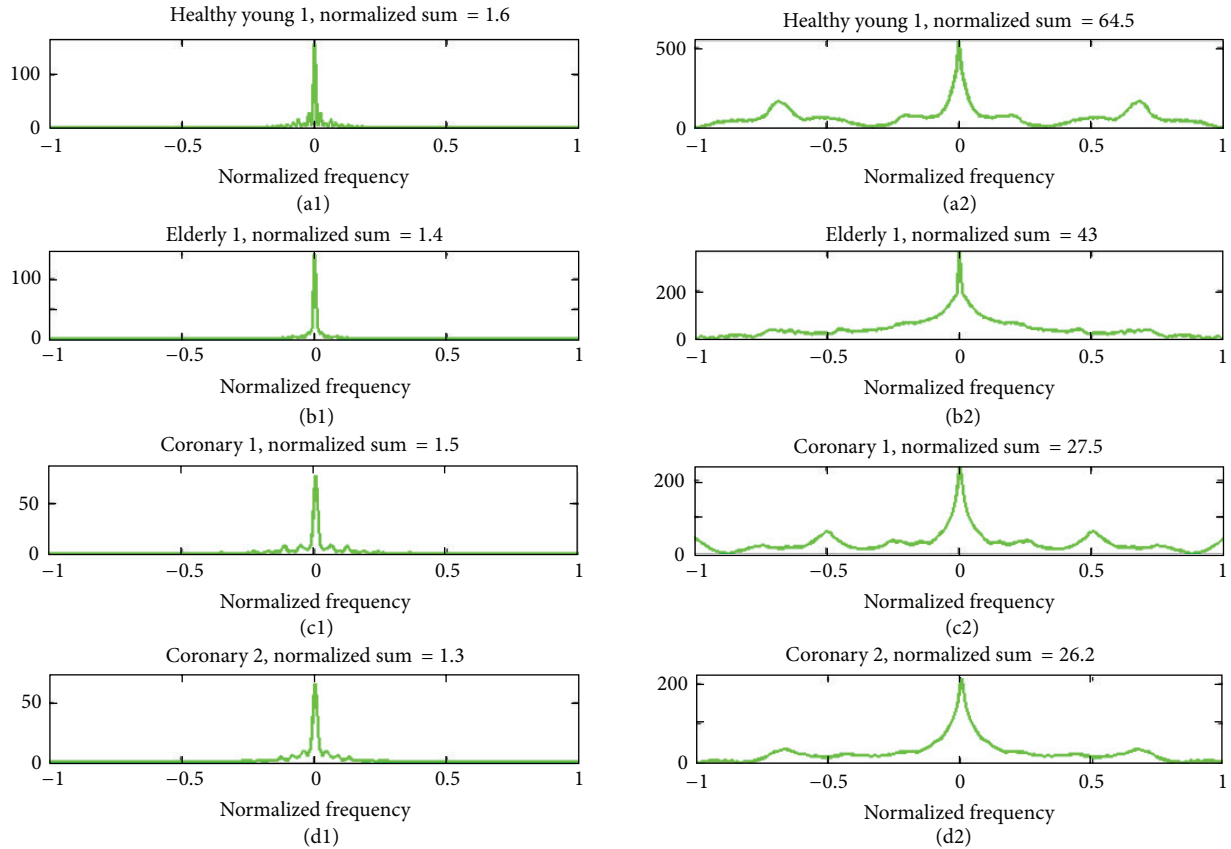 Healthy young 1, normalized sum = 1.6
100
0
−1 −0.5 0 0.5 1
Normalized frequency
(a1)
Healthy young 1, normalized sum = 64.5
500
0
−1 −0.5 0 0.5 1
Normalized frequency
(a2)
Elderly 1, normalized sum = 1.4
100
0
−1 −0.5 0 0.5 1
Normalized frequency
(b1)
Elderly 1, normalized sum = 43
200
0
−1 −0.5 0 0.5 1
Normalized frequency
(b2)
Coronary 1, normalized sum = 1.5
50
0
−1 −0.5 0 0.5 1
Normalized frequency
(c1)
Coronary 1, normalized sum = 27.5
200
0
−1 −0.5 0 0.5 1
Normalized frequency
(c2)
Coronary 2, normalized sum = 1.3
50
0
−1 −0.5 0 0.5 1
Normalized frequency
(d1)
Coronary 2, normalized sum = 26.2
200
0
−1 −0.5 0 0.5 1
Normalized frequency
(d2)